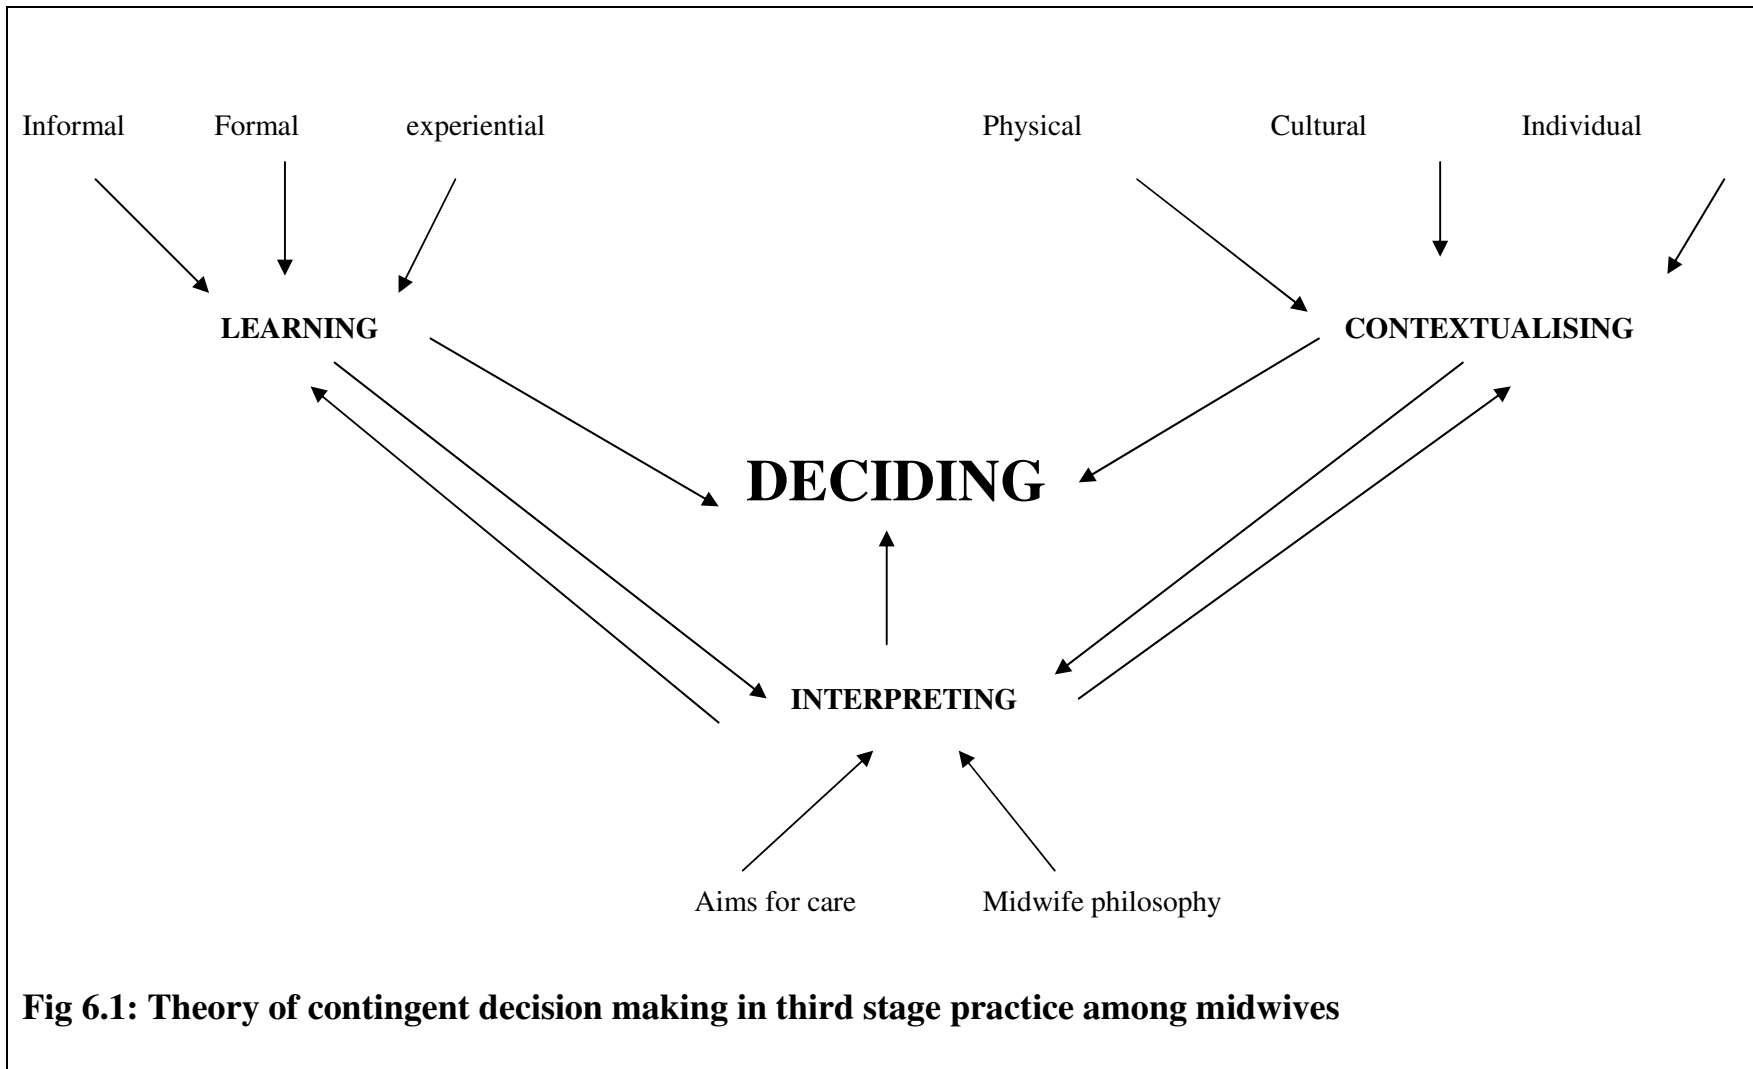 Informal Formal experiential Physical Cultural Individual
LEARNING CONTEXTUALISING
DECIDING
INTERPRETING
Aims for care Midwife philosophy
Fig 6.1: Theory of contingent decision making in third stage practice among midwives